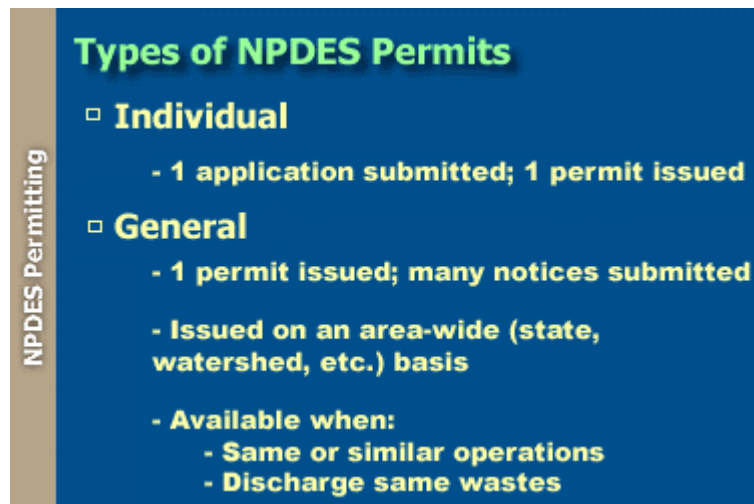 Types of NPDES Permits
Individual
- 1 application submitted; 1 permit issued
General
- 1 permit issued; many notices submitted
- Issued on an area-wide (state,
watershed, etc.) basis
- Available when:
- Same or similar operations
- Discharge same wastes
NPDES Permitting